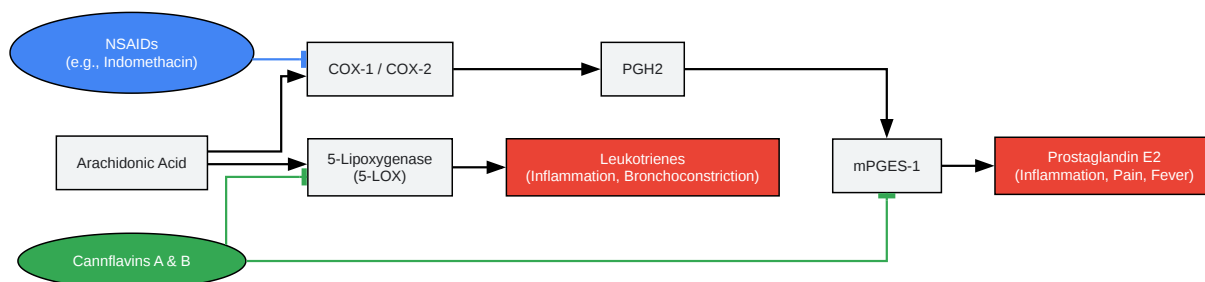 NSAIDs
(e.g., Indomethacin)
COX-1 / COX-2
PGH2
Arachidonic Acid
5-Lipoxygenase
(5-LOX)
Leukotrienes
(Inflammation, Bronchoconstriction)
mPGES-1
Prostaglandin E2
(Inflammation, Pain, Fever)
Cannflavins A & B